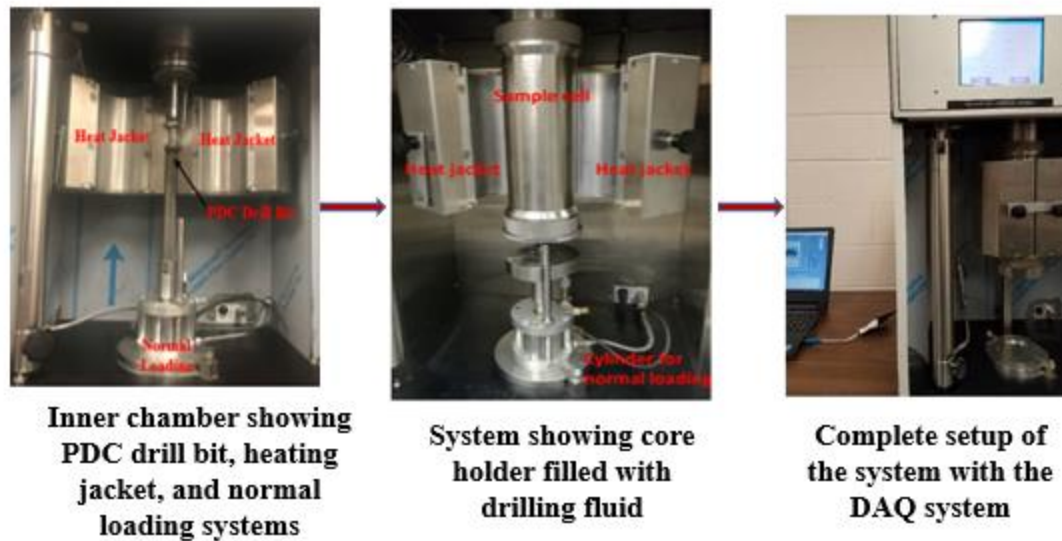 Heat Jacket
Heat Jacket
PDC Drill Bit
Normal
Loading
Sample cell
Heat jacket
Heat jacket
Cylinder for
normal loading
Inner chamber showing
PDC drill bit, heating
jacket, and normal
loading systems
System showing core
holder filled with
drilling fluid
Complete setup of
the system with the
DAQ system